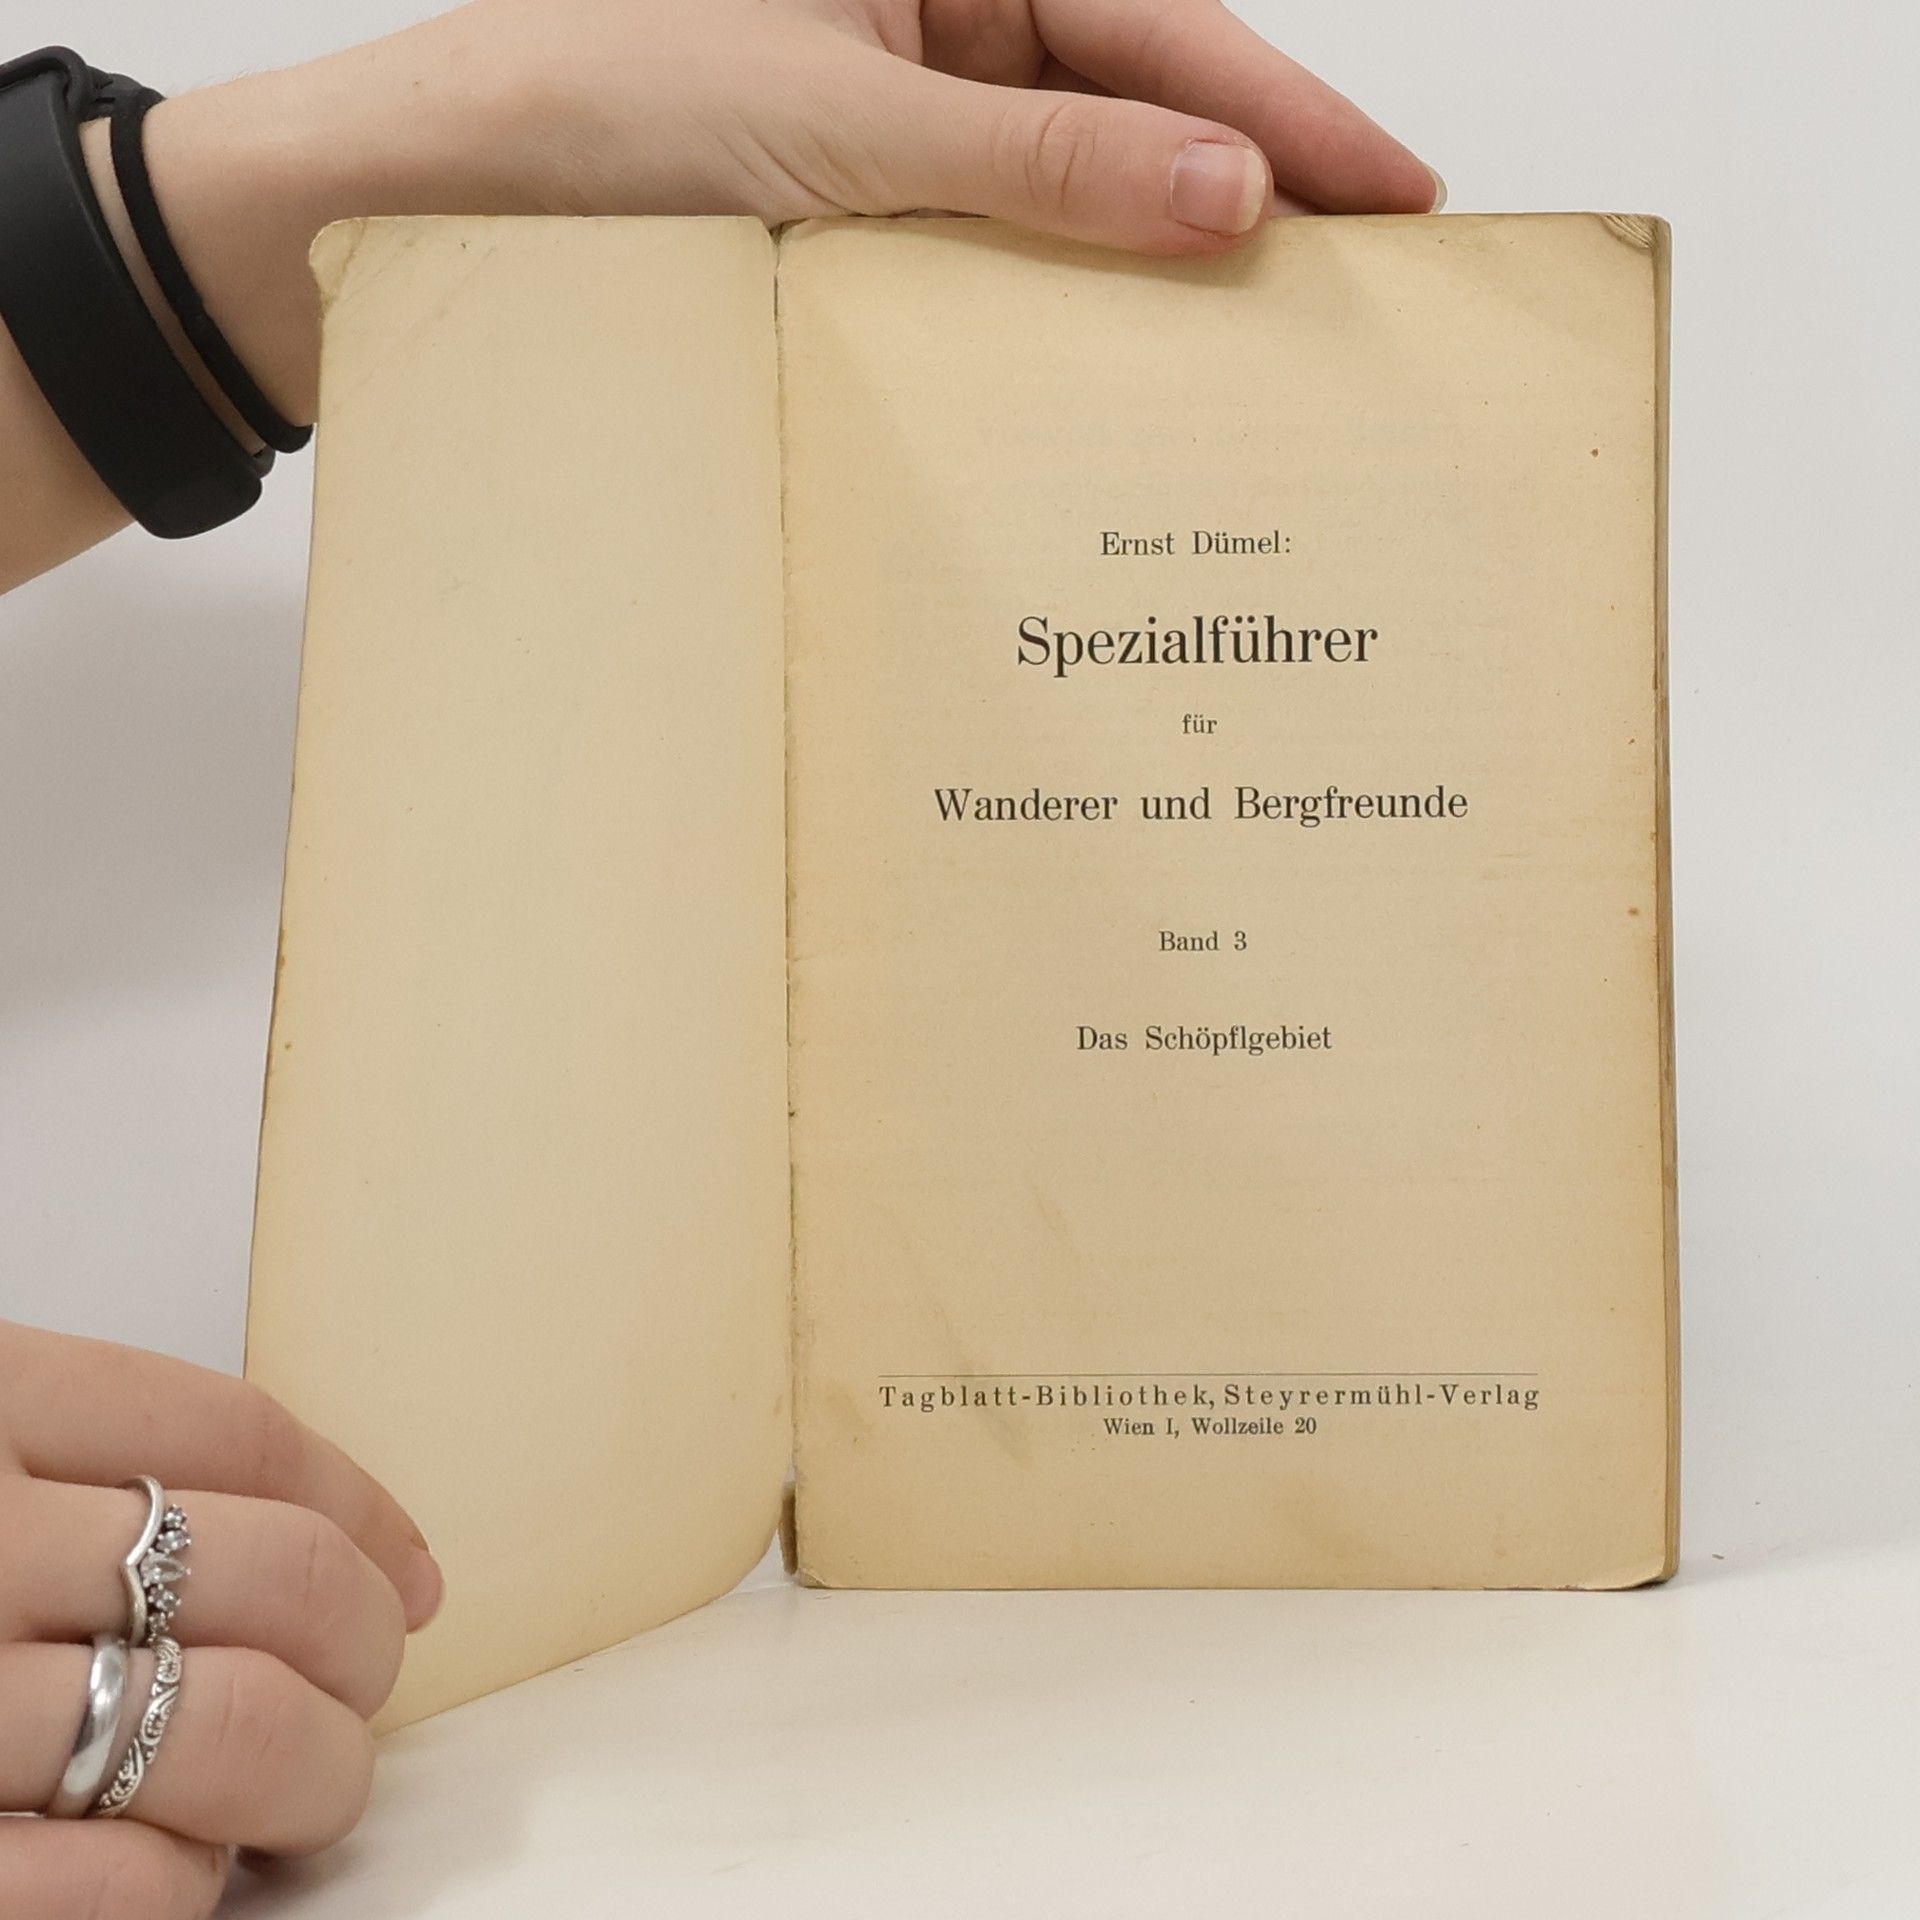 Ernst Dümel:
Spezialführer
für
Wanderer und Bergfreunde
Band 3
Das Schöpflgebiet
Tagblatt-Bibliothek, Steyrermühl-Verlag
Wien I, Wollzeile 20